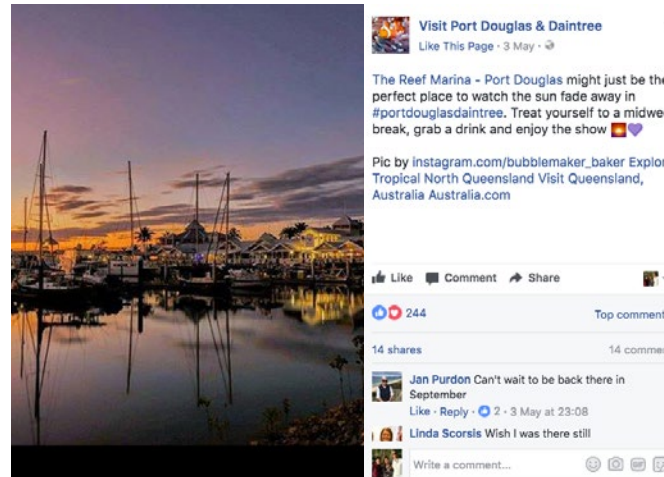 Visit Port Douglas & Daintree
Like This Page · 3 May ·
The Reef Marina - Port Douglas might just be the
perfect place to watch the sun fade away in
#portdouglasdaintree. Treat yourself to a midwe
break, grab a drink and enjoy the show 🌅💜
Pic by instagram.com/bubblemaker_baker Explor
Tropical North Queensland Visit Queensland,
Australia Australia.com
Like Comment Share
244 Top comment
14 shares 14 commen
Jan Purdon Can't wait to be back there in
September
Like · Reply · 2 · 3 May at 23:08
Linda Scorsis Wish I was there still
Write a comment... GIF